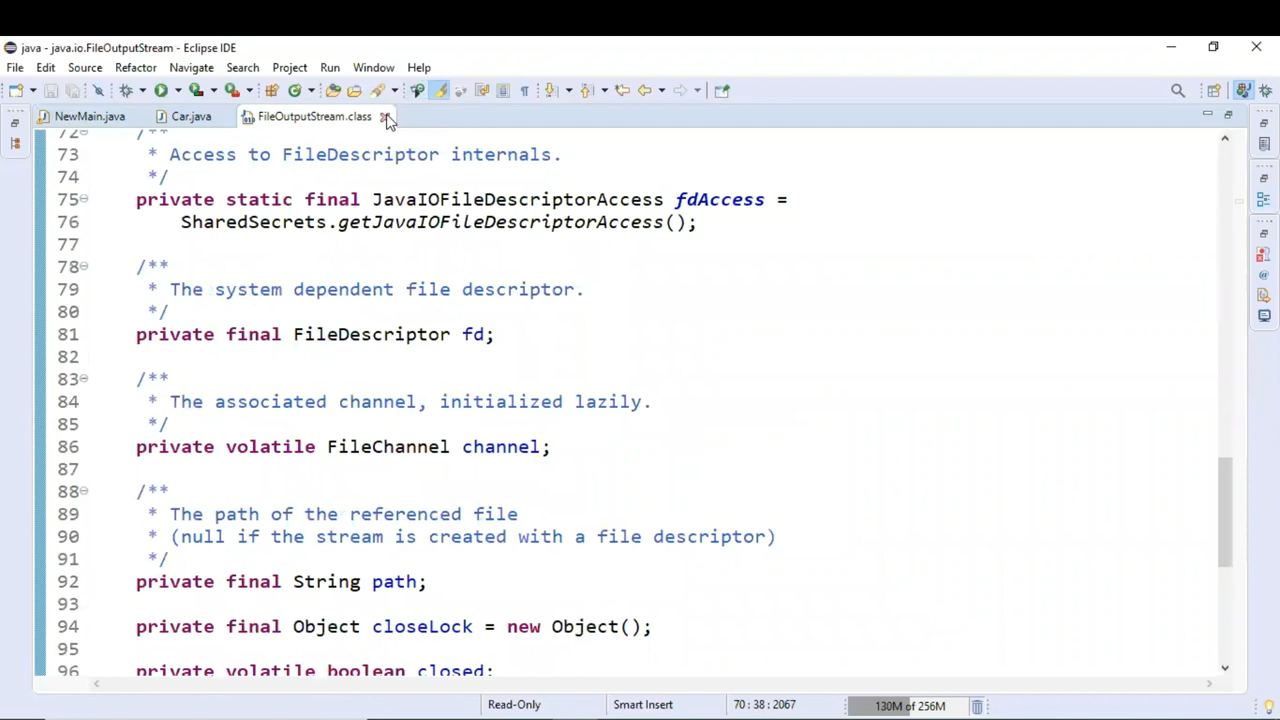 java - java.io.FileOutputStream - Eclipse IDE
File Edit Source Refactor Navigate Search Project Run Window Help
NewMain.java Car.java FileOutputStream.class
72 /**
73 * Access to FileDescriptor internals.
74 */
75 private static final JavaIOFileDescriptorAccess fdAccess =
76 SharedSecrets.getJavaIOFileDescriptorAccess();
77
78 /**
79 * The system dependent file descriptor.
80 */
81 private final FileDescriptor fd;
82
83 /**
84 * The associated channel, initialized lazily.
85 */
86 private volatile FileChannel channel;
87
88 /**
89 * The path of the referenced file
90 * (null if the stream is created with a file descriptor)
91 */
92 private final String path;
93
94 private final Object closeLock = new Object();
95
96 private volatile boolean closed;
Read-Only Smart Insert 70 : 38 : 2067 130M of 256M